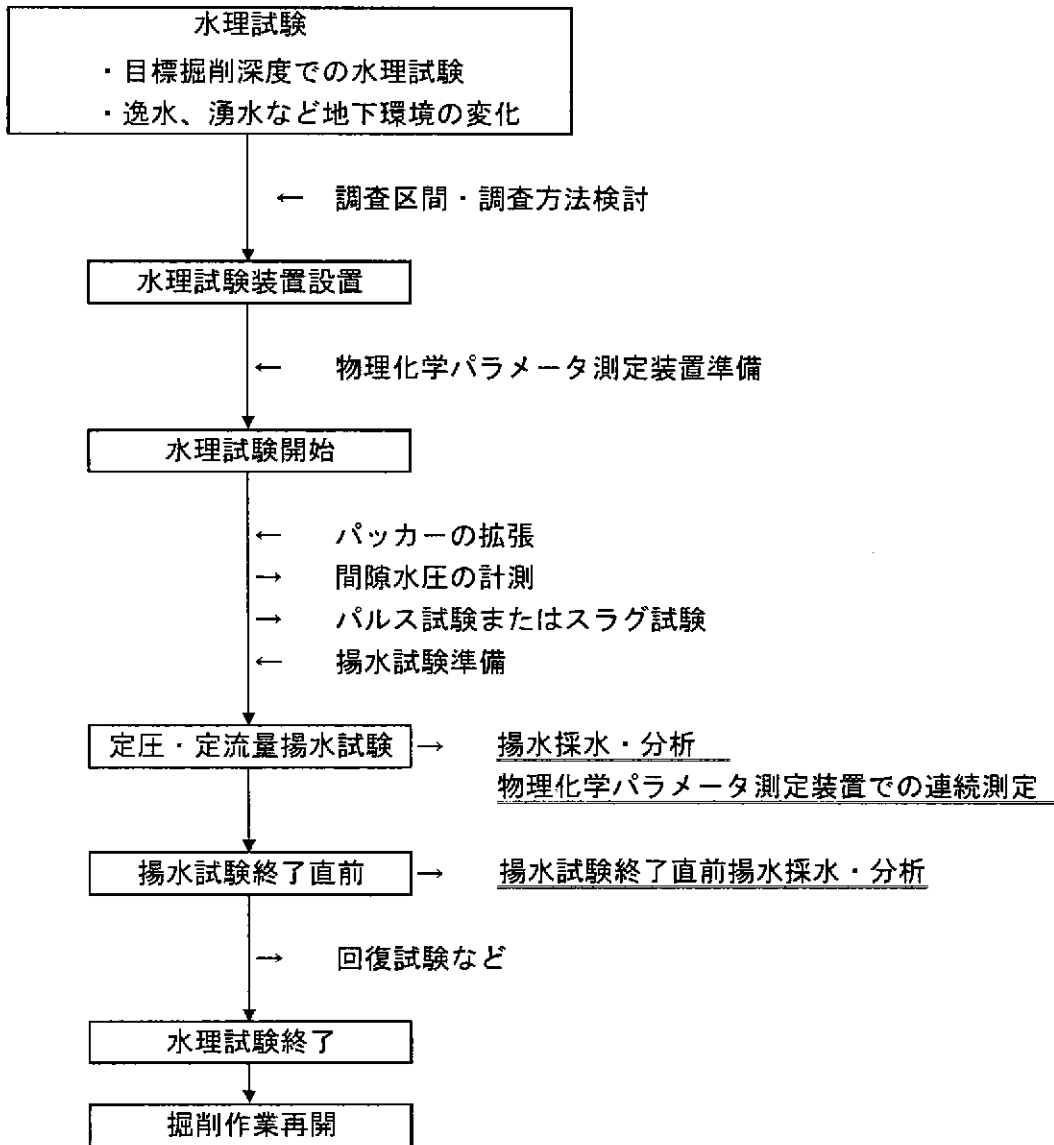 水理試験
・目標掘削深度での水理試験
・逸水、湧水など地下環境の変化
← 調査区間・調査方法検討
水理試験装置設置
← 物理化学パラメータ測定装置準備
水理試験開始
← パッカーの拡張
→ 間隙水圧の計測
→ パルス試験またはスラグ試験
← 揚水試験準備
定圧・定流量揚水試験 → 揚水採水・分析
物理化学パラメータ測定装置での連続測定
揚水試験終了直前 → 揚水試験終了直前揚水採水・分析
→ 回復試験など
水理試験終了
掘削作業再開